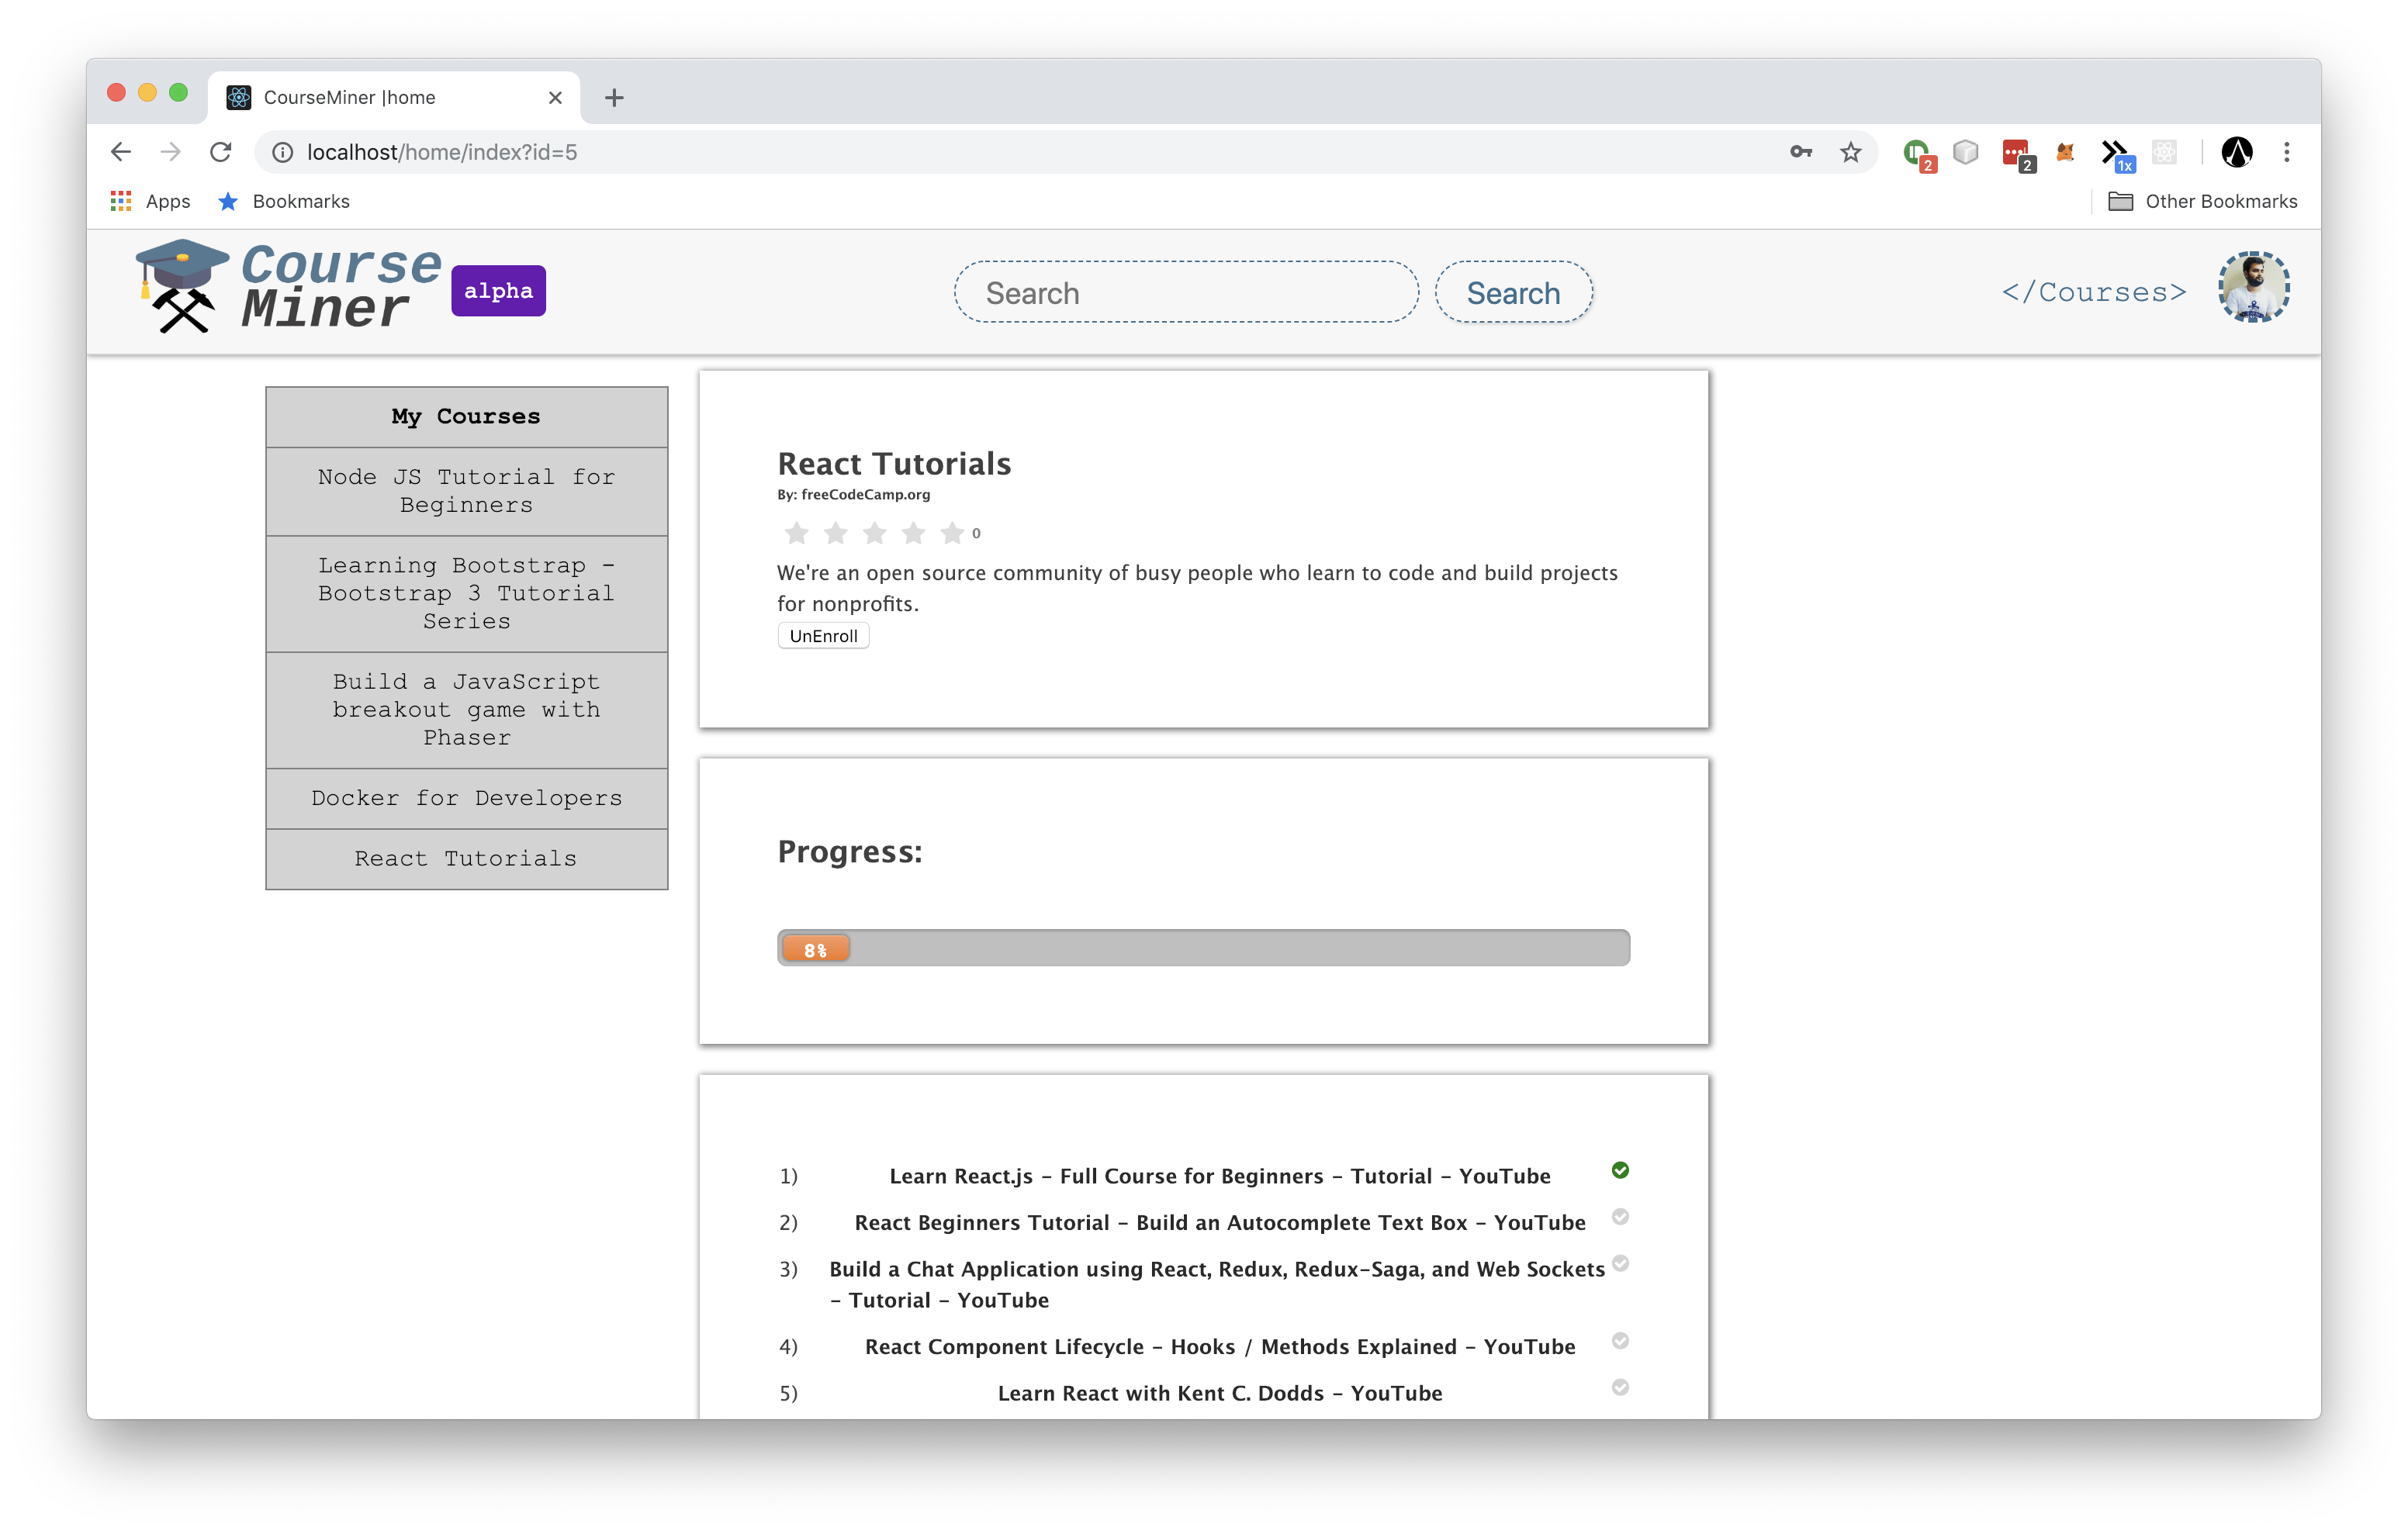 CourseMiner |home
localhost/home/index?id=5
2
2
1x
Apps
Bookmarks
Other Bookmarks
Course
Miner
alpha
Search
Search
</Courses>
My Courses
Node JS Tutorial for
Beginners
Learning Bootstrap -
Bootstrap 3 Tutorial
Series
Build a JavaScript
breakout game with
Phaser
Docker for Developers
React Tutorials
React Tutorials
By: freeCodeCamp.org
0
We're an open source community of busy people who learn to code and build projects
for nonprofits.
UnEnroll
Progress:
8%
1) Learn React.js - Full Course for Beginners - Tutorial - YouTube
2) React Beginners Tutorial - Build an Autocomplete Text Box - YouTube
3) Build a Chat Application using React, Redux, Redux-Saga, and Web Sockets
- Tutorial - YouTube
4) React Component Lifecycle - Hooks / Methods Explained - YouTube
5) Learn React with Kent C. Dodds - YouTube